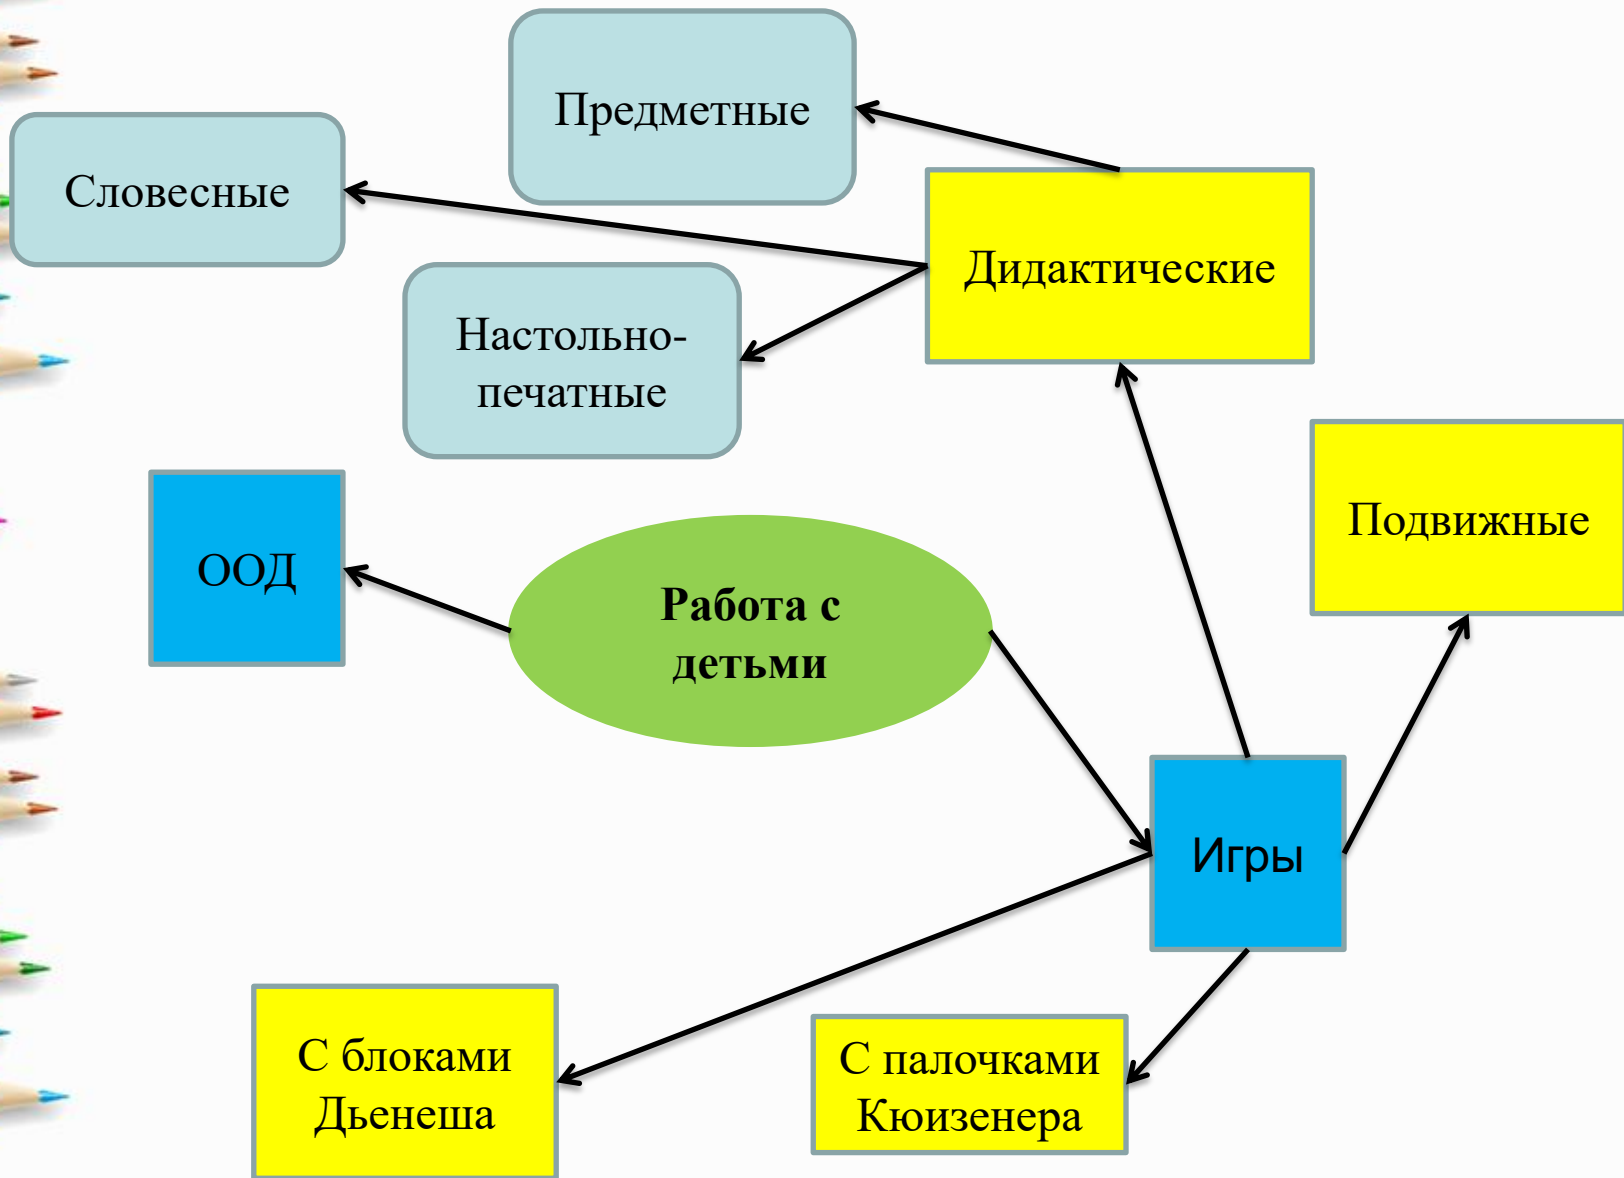 Предметные
Словесные
Дидактические
Настольно-
печатные
Подвижные
ООД
Работа с
детьми
Игры
С блоками
Дьенеша
С палочками
Кюизенера